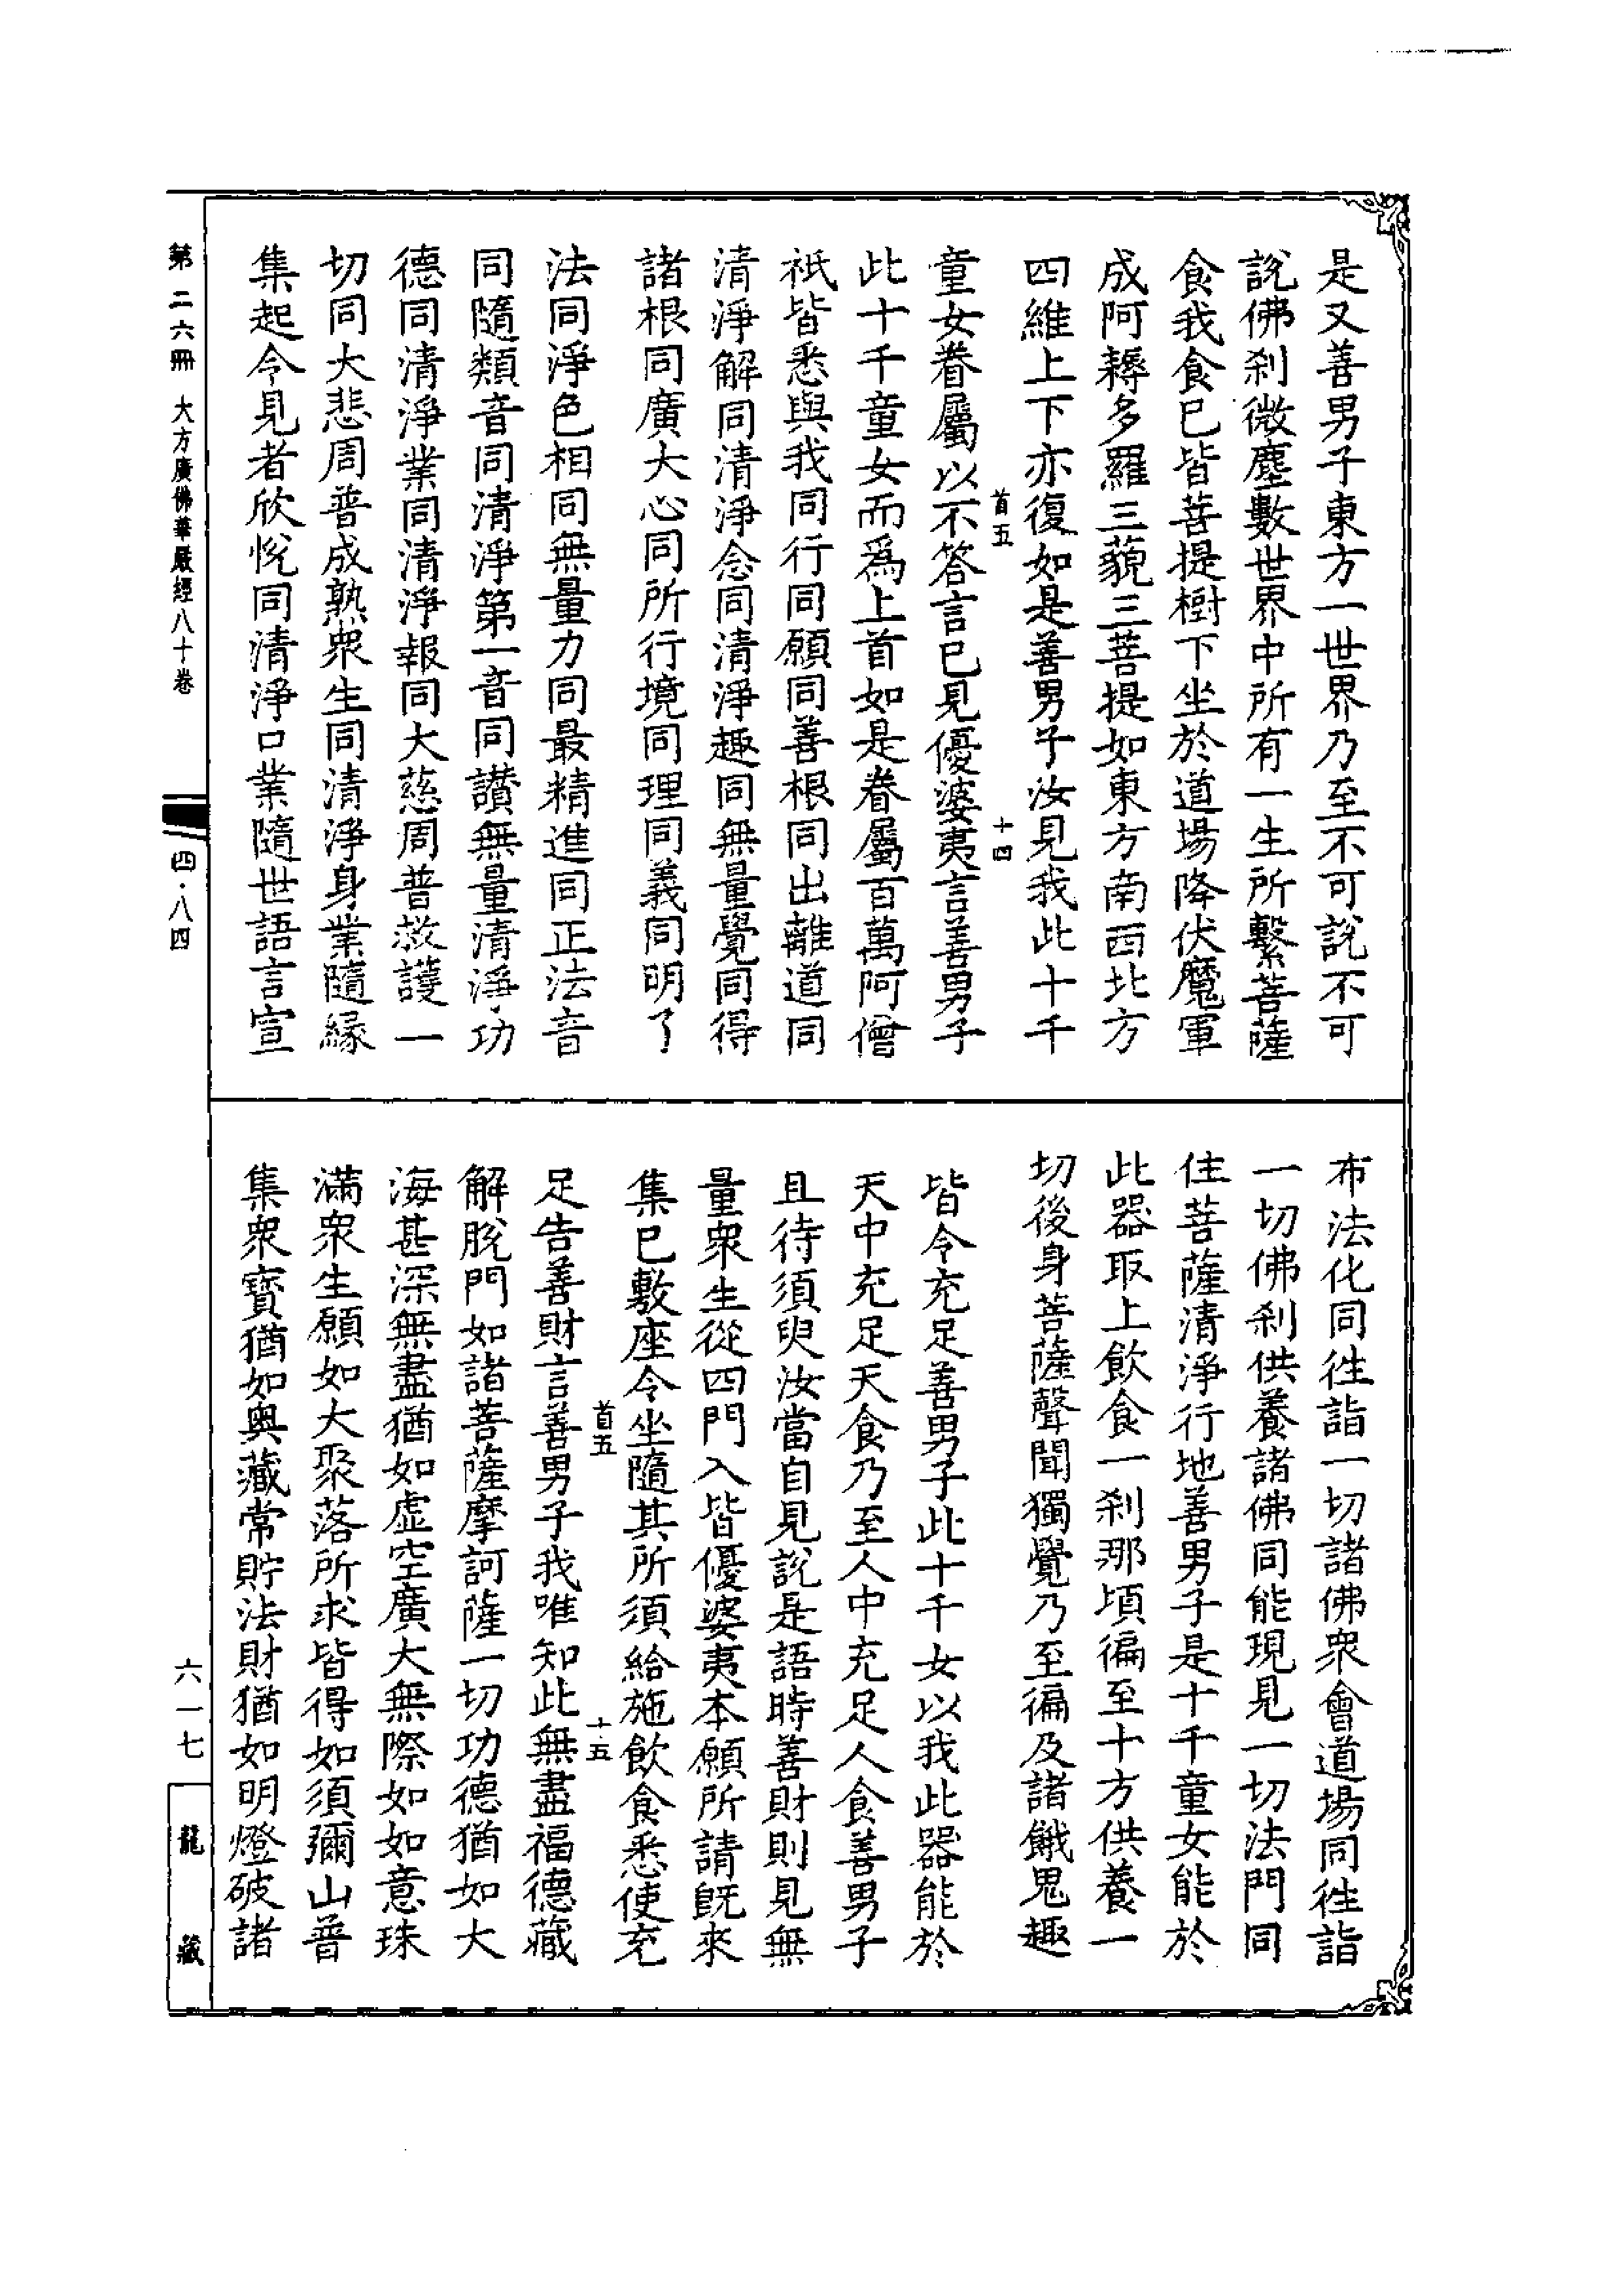 是又善男子東方一世界乃至不可說不可
說佛刹微塵數世界中所有一生所繫菩薩
食我食已皆菩提樹下坐於道場降伏魔軍
成阿耨多羅三藐三菩提如東方南西北方
四維上下亦復如是善男子汝見我此十千
首五 十四
童女眷屬以不答言已見優婆夷言善男子
此十千童女而爲上首如是眷屬百萬阿僧
祇皆悉與我同行同願同善根同出離道同
清淨解同清淨念同清淨趣同無量覺同得
諸根同廣大心同所行境同理同義同明了
法同淨色相同無量力同最精進同正法音
同隨類音同清淨第一音同讚無量清淨功
德同清淨業同清淨報同大慈周普救護一
切同大悲周普成熟衆生同清淨身業隨緣
集起令見者欣悅同清淨口業隨世語言宣
布法化同徃詣一切諸佛衆會道場同徃詣
一切佛刹供養諸佛同能現見一切法門同
住菩薩清淨行地善男子是十千童女能於
此器取上飲食一刹那頃徧至十方供養一
切後身菩薩聲聞獨覺乃至徧及諸餓鬼趣
皆令充足善男子此十千女以我此器能於
天中充足天食乃至人中充足人食善男子
且待須臾汝當自見說是語時善財則見無
量衆生從四門入皆優婆夷本願所請旣來
集已敷座令坐隨其所須給施飲食悉使充
首五 十五
足告善財言善男子我唯知此無盡福德藏
解脫門如諸菩薩摩訶薩一切功德猶如大
海甚深無盡猶如虛空廣大無際如如意珠
滿衆生願如大聚落所求皆得如須彌山普
集衆寶猶如奧藏常貯法財猶如明燈破諸
第二六冊 大方廣佛華嚴經八十卷
四·八四
六一七
龍藏